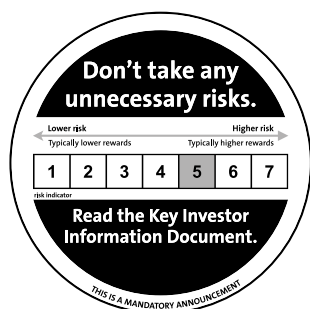 Don't take any
unnecessary risks.
Lower risk Higher risk
Typically lower rewards Typically higher rewards
1 2 3 4 5 6 7
risk indicator
Read the Key Investor
Information Document.
THIS IS A MANDATORY ANNOUNCEMENT